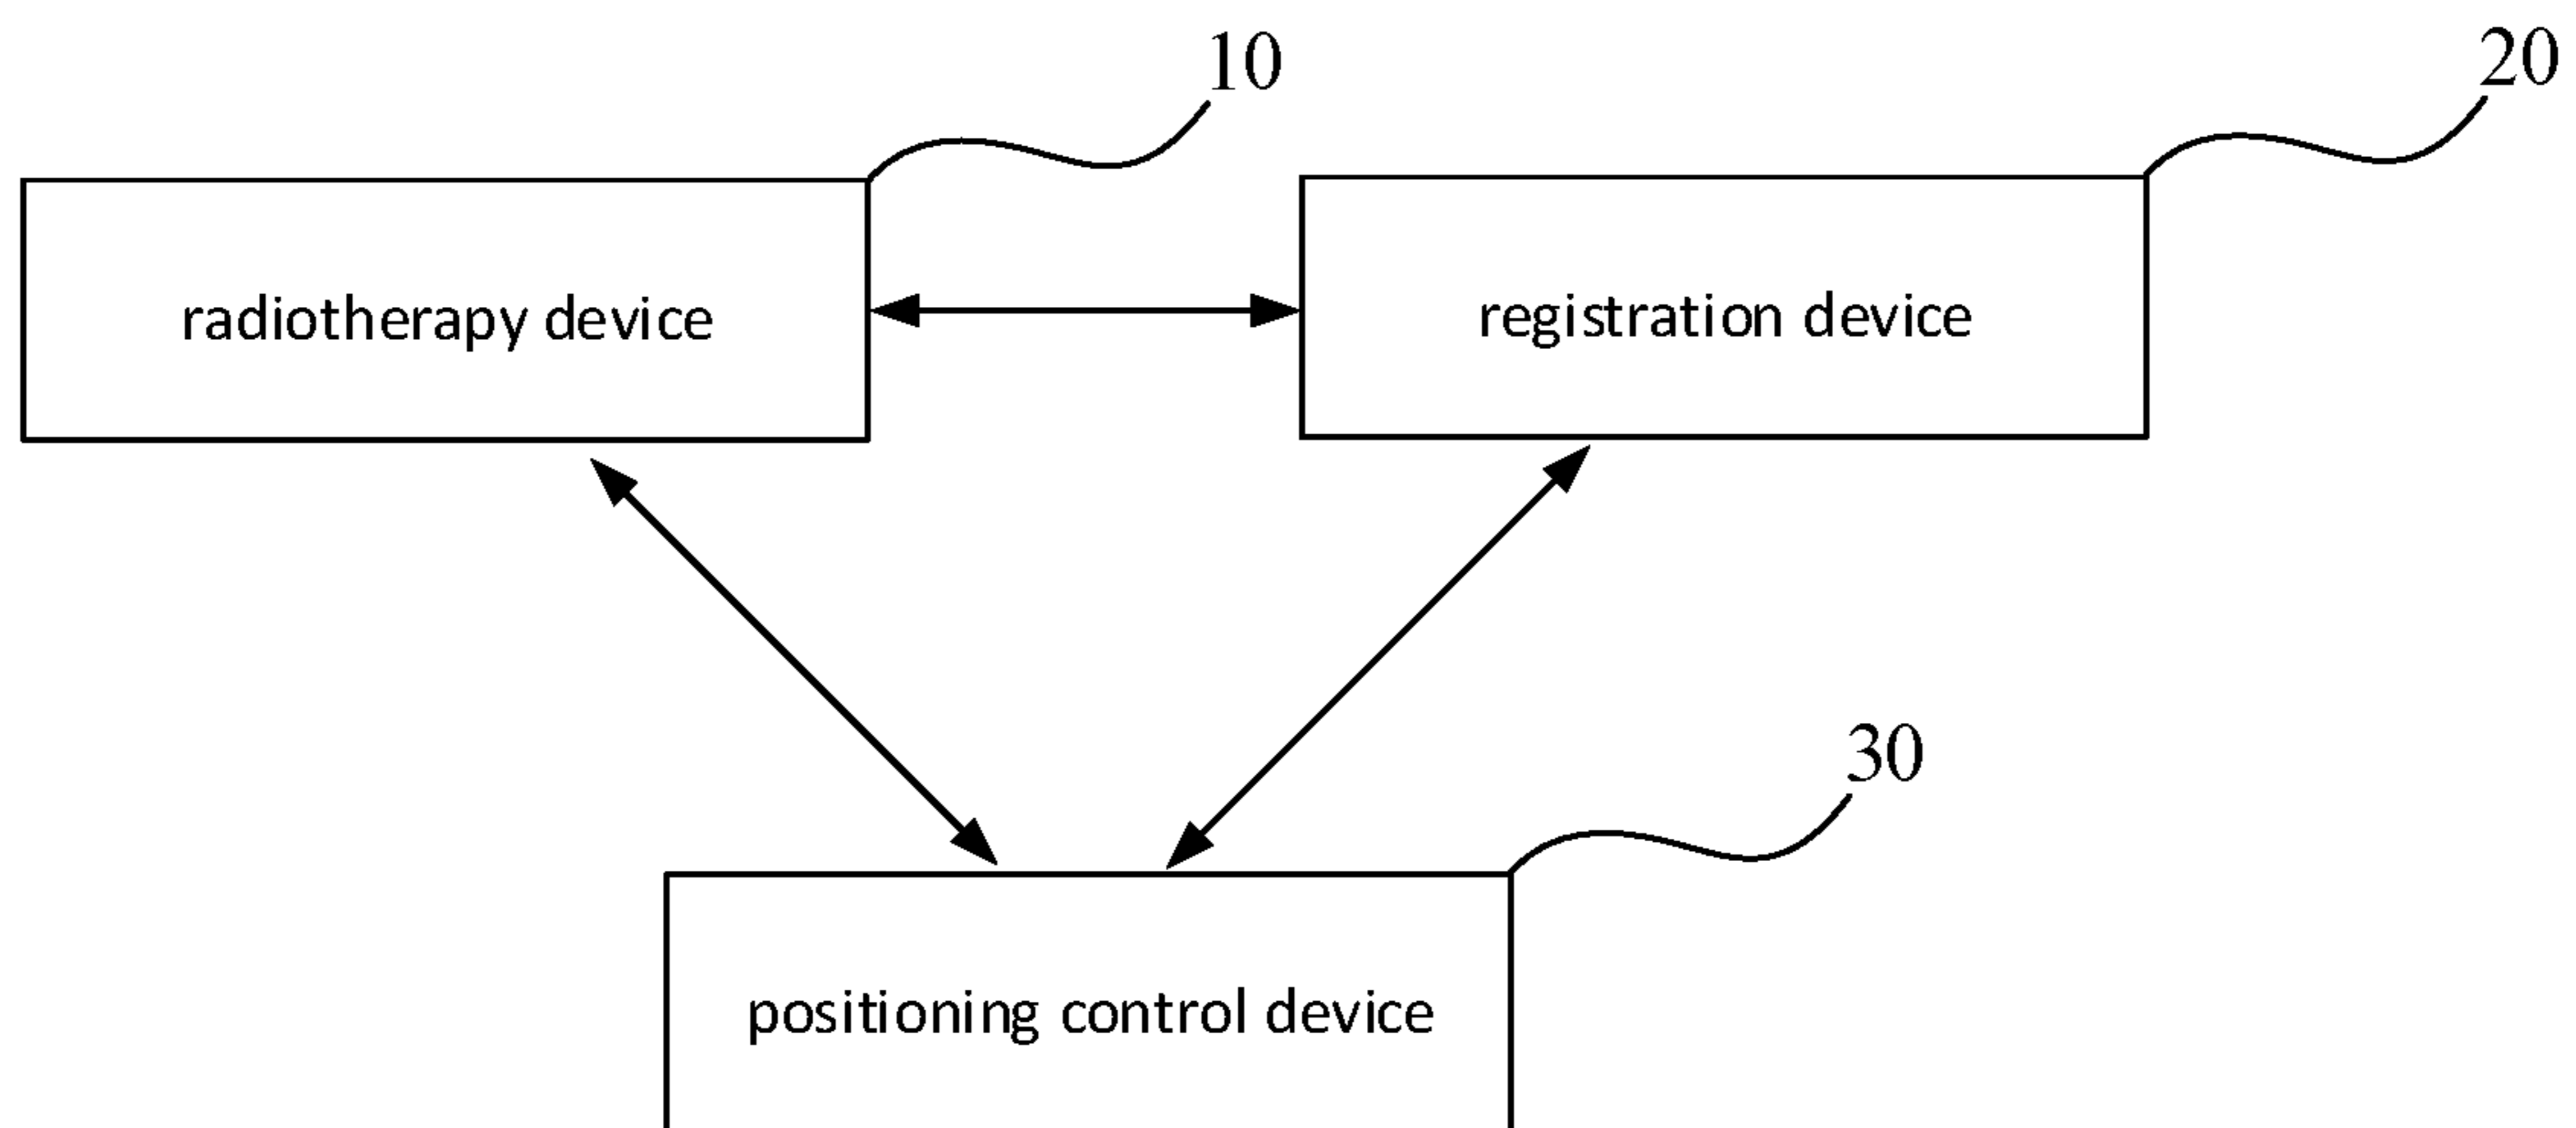 10
20
radiotherapy device
registration device
30
positioning control device